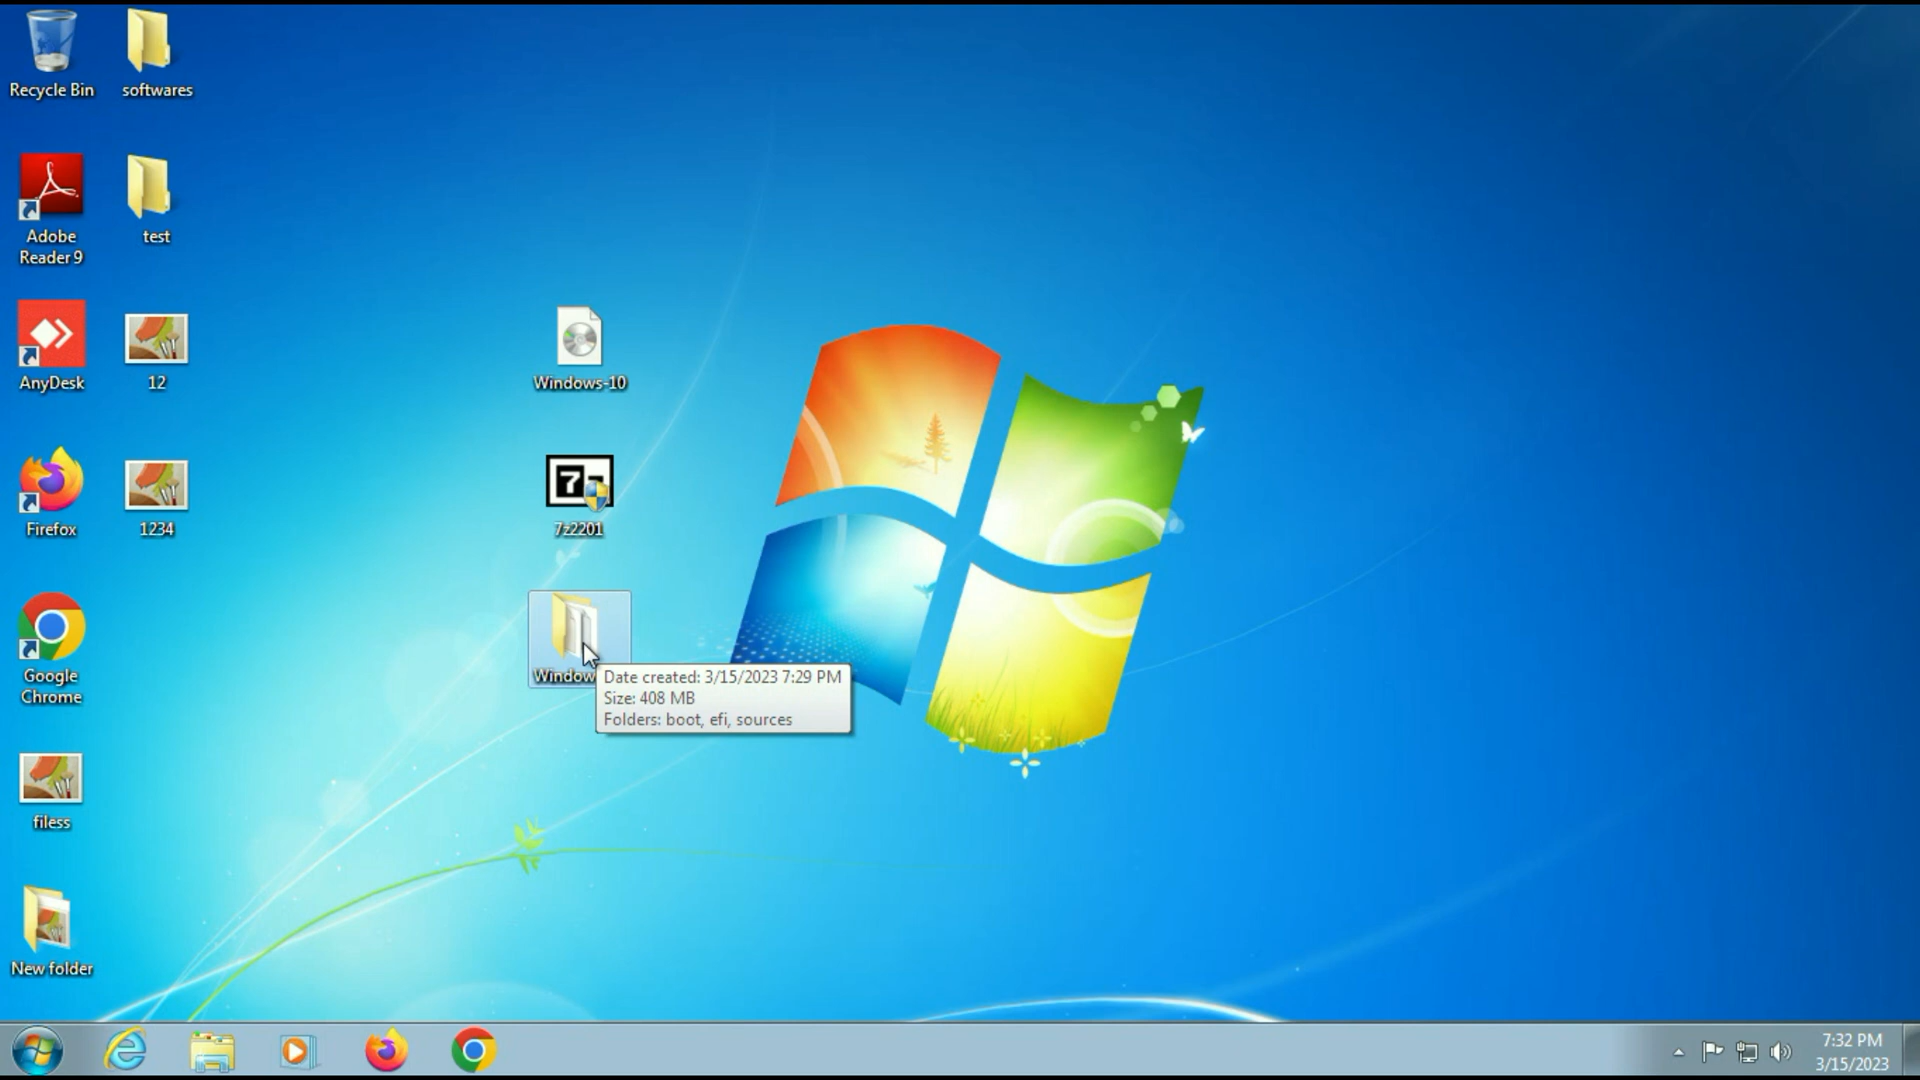 Recycle Bin
softwares
Adobe
Reader 9
test
AnyDesk
12
Windows-10
Firefox
1234
7z2201
Google
Chrome
Window
Date created: 3/15/2023 7:29 PM
Size: 408 MB
Folders: boot, efi, sources
filess
New folder
7:32 PM
3/15/2023